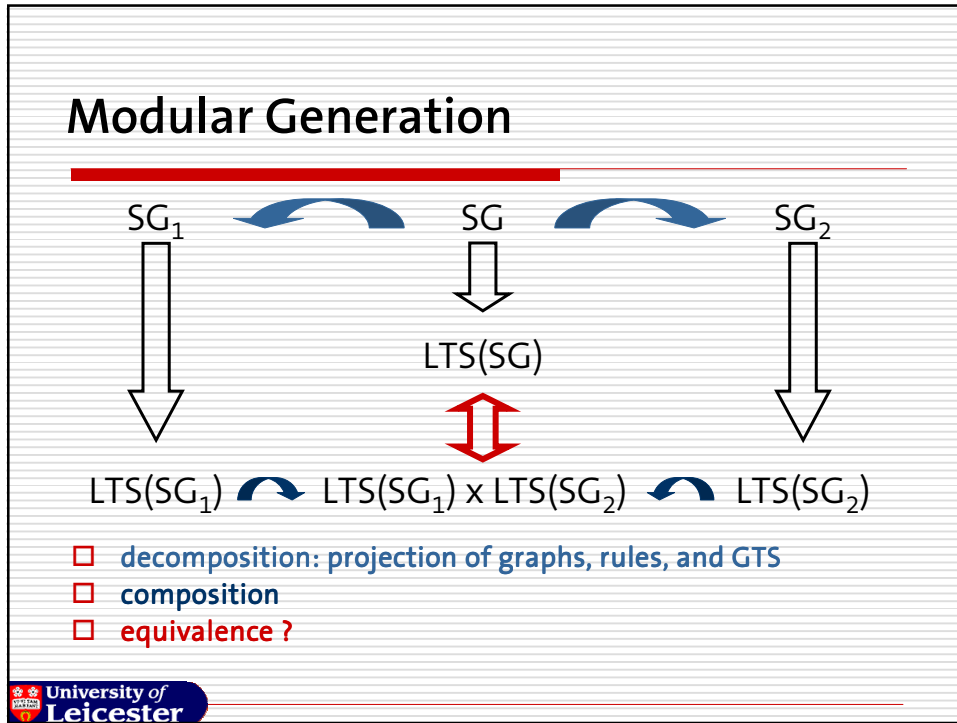 Modular Generation
SG₁ SG SG₂
LTS(SG)
LTS(SG₁) LTS(SG₁) x LTS(SG₂) LTS(SG₂)
decomposition: projection of graphs, rules, and GTS
composition
equivalence ?
University of
Leicester